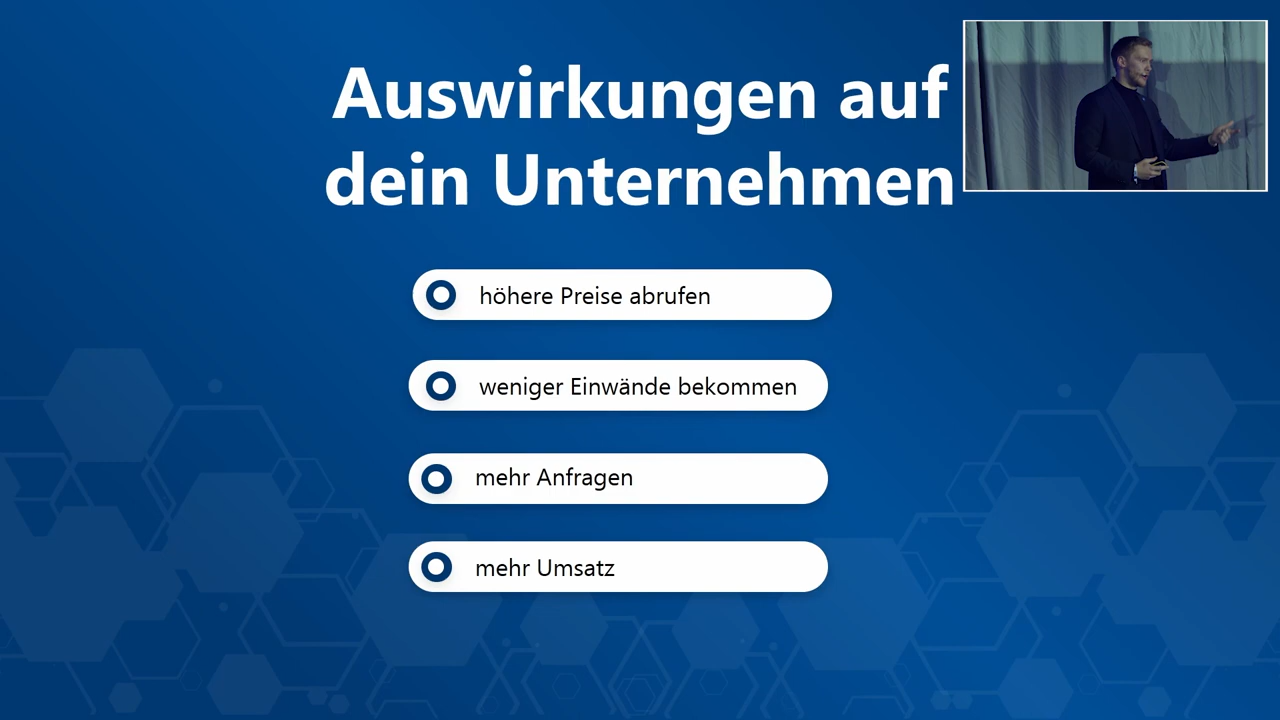 Auswirkungen auf
dein Unternehmen
höhere Preise abrufen
weniger Einwände bekommen
mehr Anfragen
mehr Umsatz